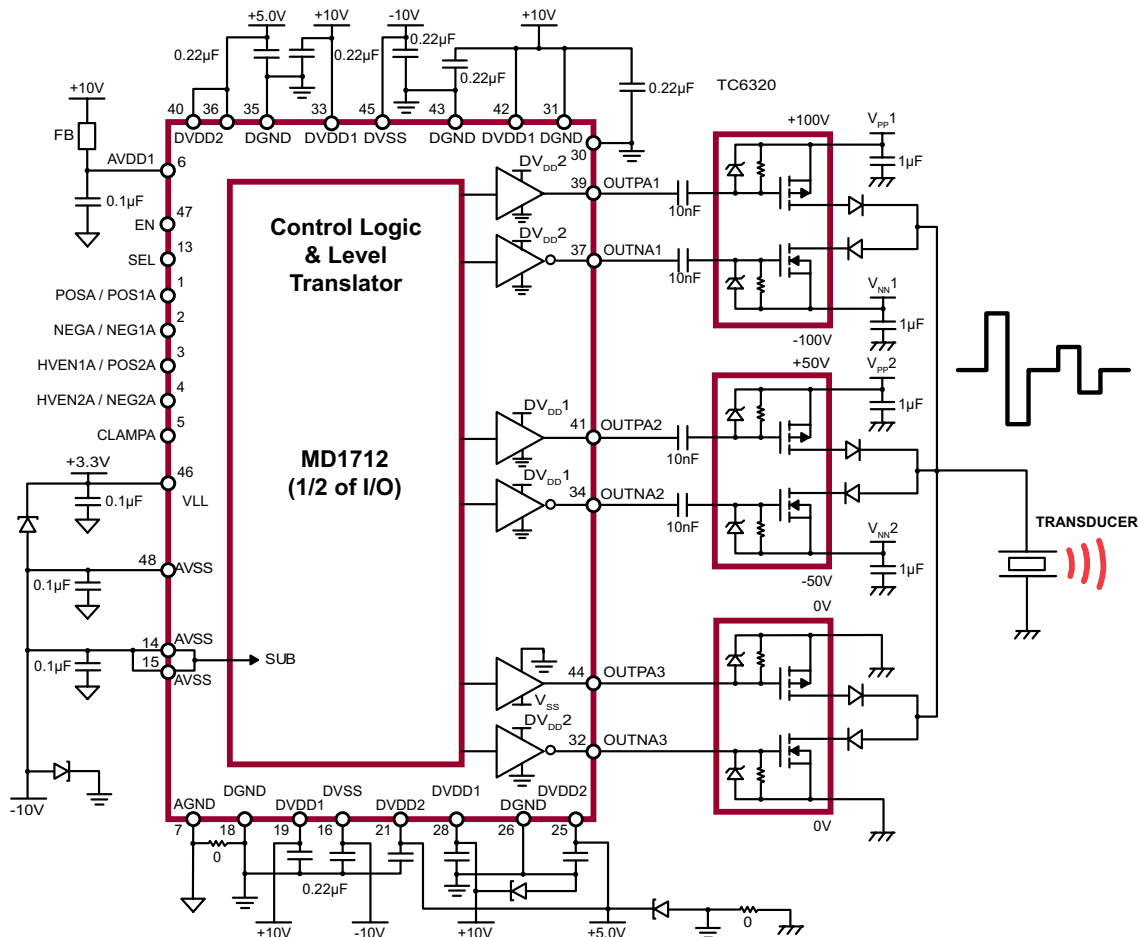 +5.0V
+10V
-10V
+10V
0.22µF
0.22µF
0.22µF
0.22µF
0.22µF
TC6320
+10V
FB
40
36
35
33
45
43
42
31
DVDD2
DGND
DVDD1
DVSS
DGND
DVDD1
DGND
30
AVDD1
6
0.1µF
47
EN
13
SEL
1
POSA / POS1A
2
NEGA / NEG1A
3
HVEN1A / POS2A
4
HVEN2A / NEG2A
5
CLAMPA
+3.3V
46
VLL
0.1µF
48
AVSS
0.1µF
14
AVSS
15
AVSS
0.1µF
SUB
-10V
Control Logic
& Level
Translator
MD1712
(1/2 of I/O)
DVDD2
39
OUTPA1
10nF
DVDD2
37
OUTNA1
10nF
+100V
VPP1
1µF
VNN1
1µF
-100V
DVDD1
41
OUTPA2
10nF
DVDD1
34
OUTNA2
10nF
+50V
VPP2
1µF
VNN2
1µF
-50V
TRANSDUCER
0V
VSS
44
OUTPA3
DVDD2
32
OUTNA3
0V
AGND
DGND
DVDD1
DVSS
DVDD2
DVDD1
DGND
DVDD2
7
18
19
16
21
28
26
25
0
0.22µF
0
+10V
-10V
+10V
+5.0V